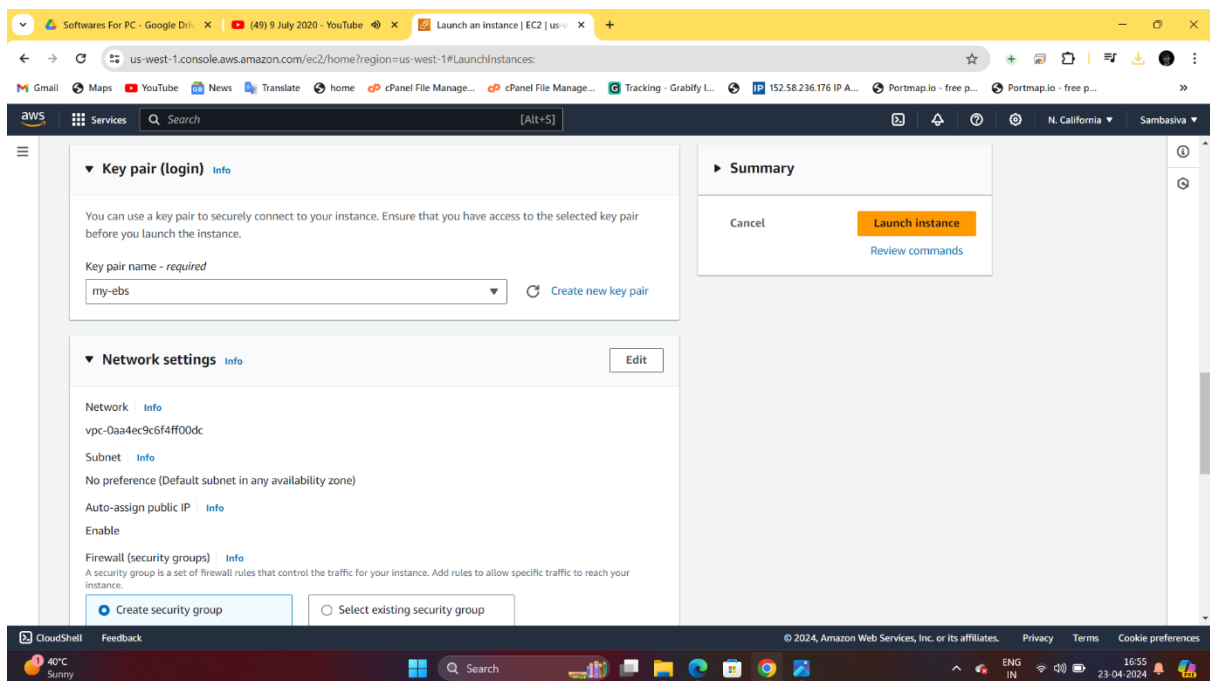 Softwares For PC - Google Driv
(49) 9 July 2020 - YouTube
Launch an instance | EC2 | us-w
us-west-1.console.aws.amazon.com/ec2/home?region=us-west-1#LaunchInstances:
Gmail Maps YouTube News Translate home cPanel File Manage... cPanel File Manage... Tracking - Grabify I... IP 152.58.236.176 IP A... Portmap.io - free p... Portmap.io - free p... »
aws Services Search [Alt+S] N. California Sambasiva
Key pair (login) Info
You can use a key pair to securely connect to your instance. Ensure that you have access to the selected key pair
before you launch the instance.
Key pair name - required
my-ebs Create new key pair
Summary
Cancel Launch instance
Review commands
Network settings Info Edit
Network Info
vpc-0aa4ec9c6f4ff00dc
Subnet Info
No preference (Default subnet in any availability zone)
Auto-assign public IP Info
Enable
Firewall (security groups) Info
A security group is a set of firewall rules that control the traffic for your instance. Add rules to allow specific traffic to reach your
instance.
Create security group Select existing security group
CloudShell Feedback © 2024, Amazon Web Services, Inc. or its affiliates. Privacy Terms Cookie preferences
1 40°C
Sunny
Search
ENG
IN
16:55
23-04-2024